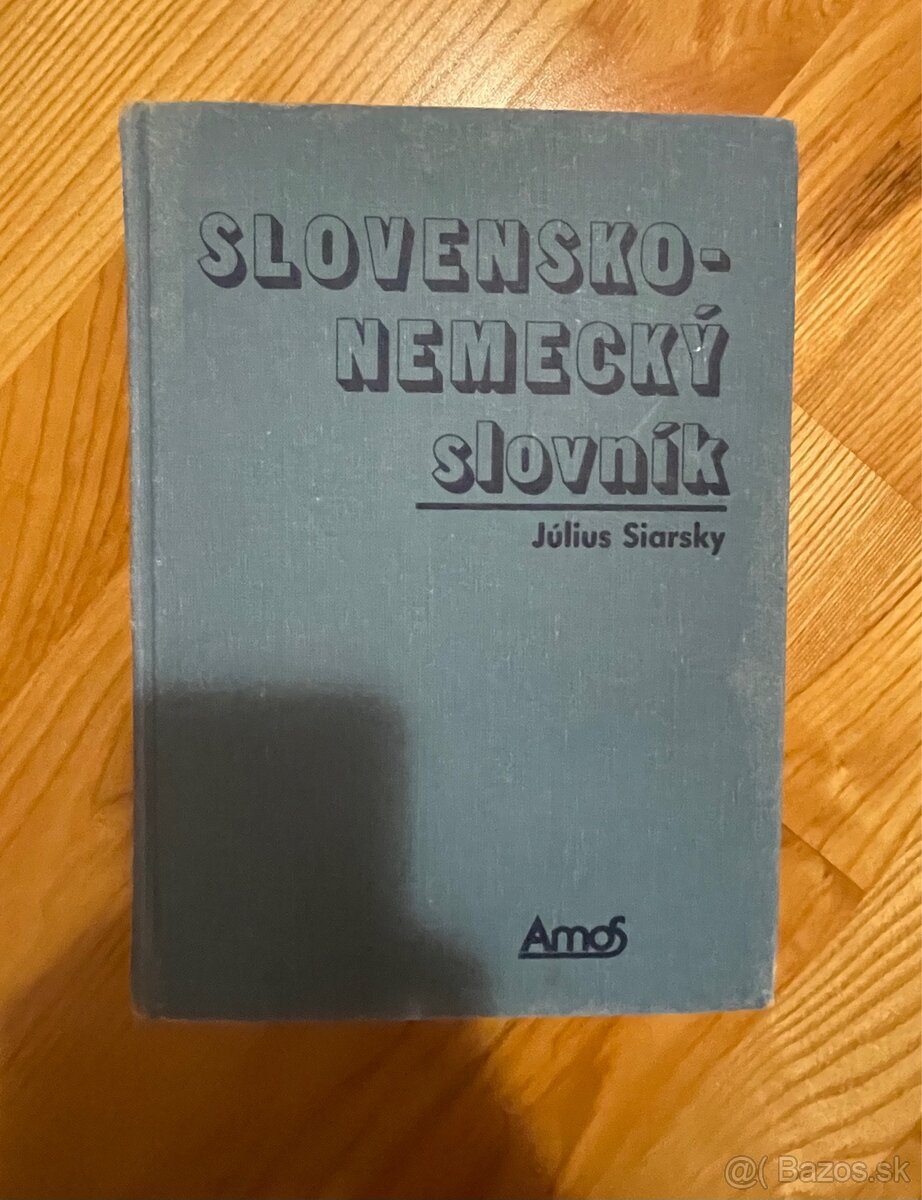 SLOVENSKO-
NEMECKÝ
slovník
Július Siarsky
Amos
@( Bazos.sk